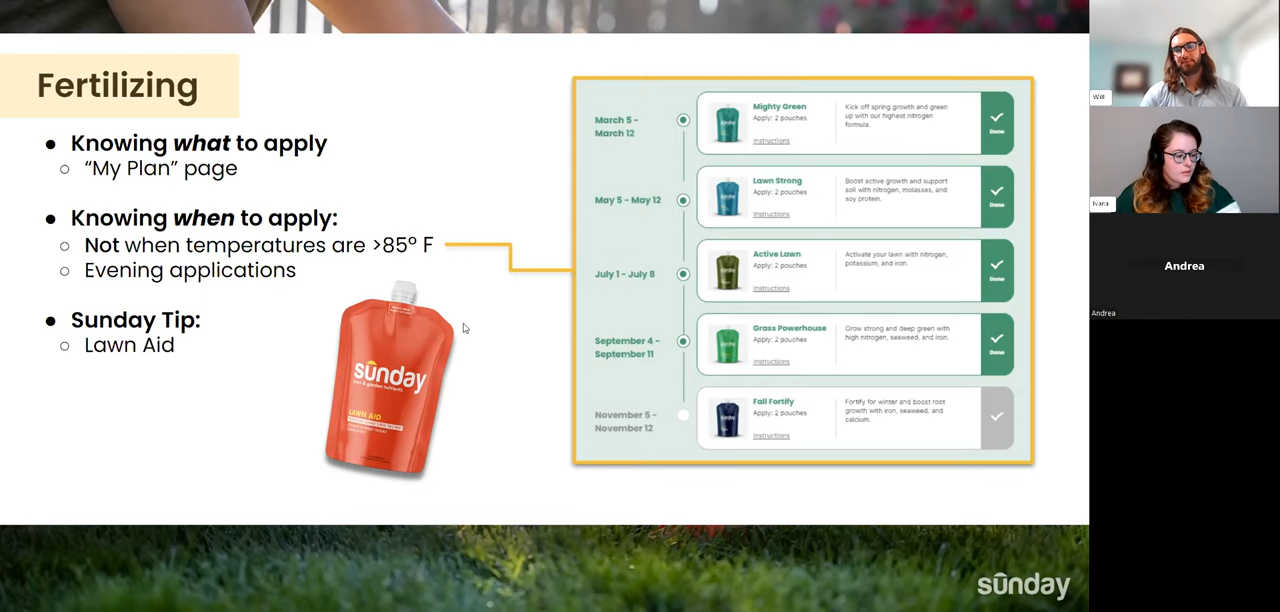 Fertilizing
● Knowing what to apply
○ “My Plan” page
● Knowing when to apply:
○ Not when temperatures are >85° F
○ Evening applications
● Sunday Tip:
○ Lawn Aid
sunday
LAWN AID
March 5 -
March 12
Mighty Green
Apply: 2 pouches
Instructions
Kick off spring growth and green
up with our highest nitrogen
formula.
Done
May 5 - May 12
Lawn Strong
Apply: 2 pouches
Instructions
Boost active growth and support
soil with nitrogen, molasses, and
soy protein.
Done
July 1 - July 8
Active Lawn
Apply: 2 pouches
Instructions
Activate your lawn with nitrogen,
potassium, and iron.
Done
September 4 -
September 11
Grass Powerhouse
Apply: 2 pouches
Instructions
Grow strong and deep green with
high nitrogen, seaweed, and iron.
Done
November 5 -
November 12
Fall Fortify
Apply: 2 pouches
Instructions
Fortify for winter and boost root
growth with iron, seaweed, and
calcium.
sunday
Will
Ivana
Andrea
Andrea